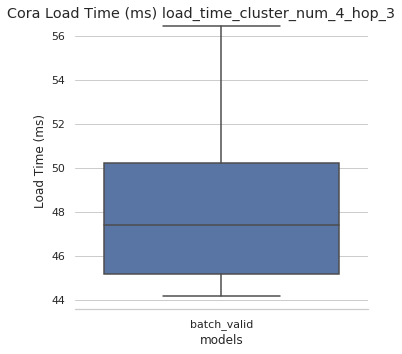 Cora Load Time (ms) load_time_cluster_num_4_hop_3
56
54
52
50
48
46
44
Load Time (ms)
batch_valid
models